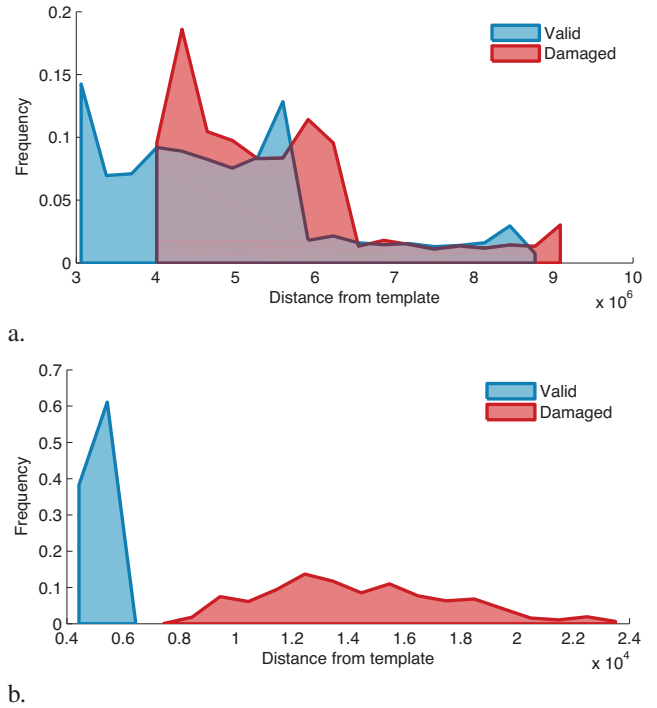 0.2
0.15
0.1
0.05
0
Frequency
Valid
Damaged
3 4 5 6 7 8 9 10
Distance from template
x 10^6
a.
0.7
0.6
0.5
0.4
0.3
0.2
0.1
0
Frequency
Valid
Damaged
0.4 0.6 0.8 1 1.2 1.4 1.6 1.8 2 2.2 2.4
Distance from template
x 10^4
b.